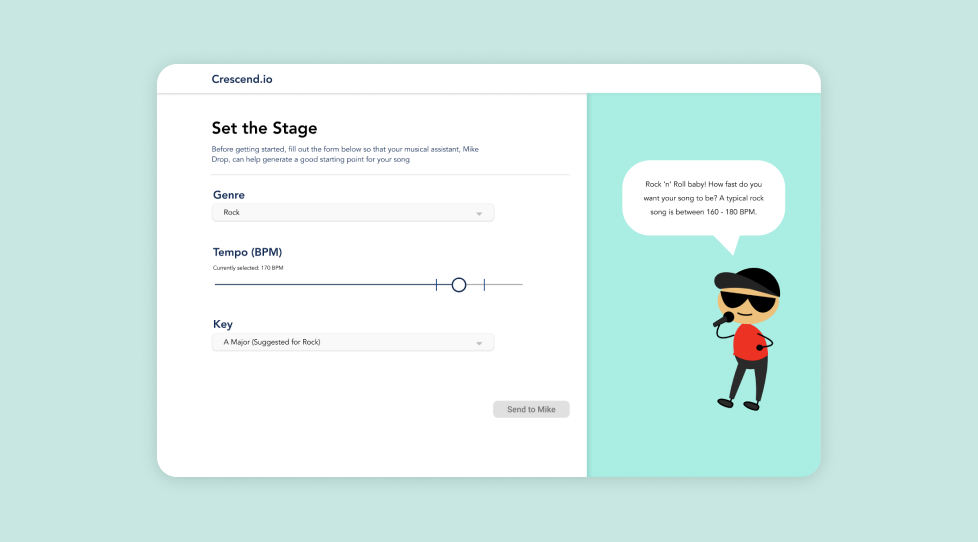 Crescend.io
Set the Stage
Before getting started, fill out the form below so that your musical assistant, Mike
Drop, can help generate a good starting point for your song
Genre
Rock
Tempo (BPM)
Currently selected: 170 BPM
Key
A Major (Suggested for Rock)
Send to Mike
Rock 'n' Roll baby! How fast do you
want your song to be? A typical rock
song is between 160 - 180 BPM.